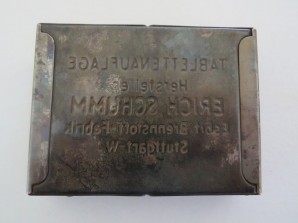 TABLETTENAUFLAGE
Hersteller
ERICH SCHUMM
Esbit-Brennstoff-Fabrik
Stuttgart-W.